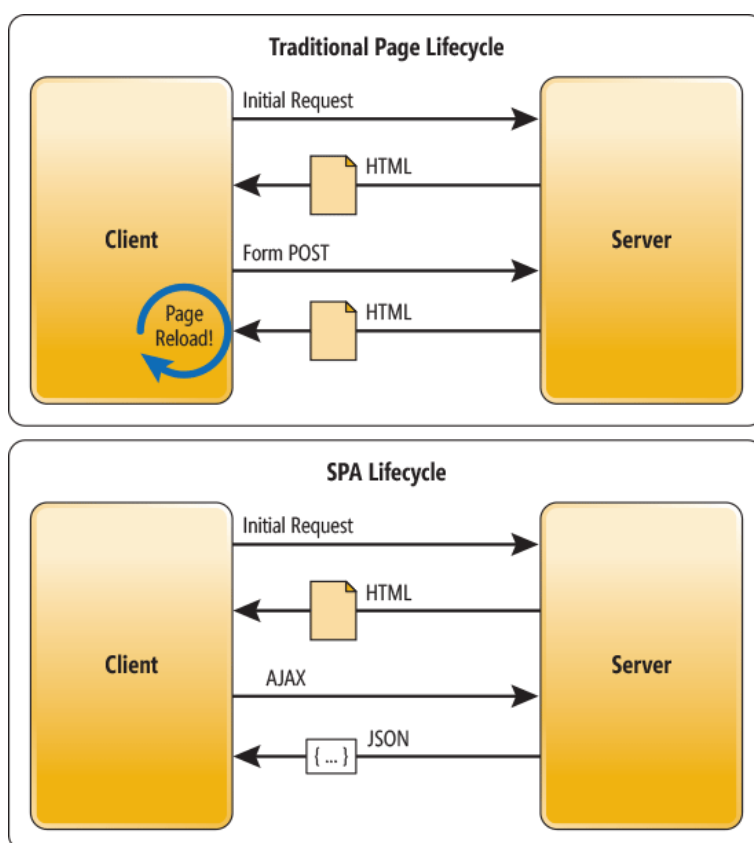 Traditional Page Lifecycle
Initial Request
HTML
Client
Server
Form POST
Page
Reload!
HTML
SPA Lifecycle
Initial Request
HTML
Client
Server
AJAX
JSON
{ ... }